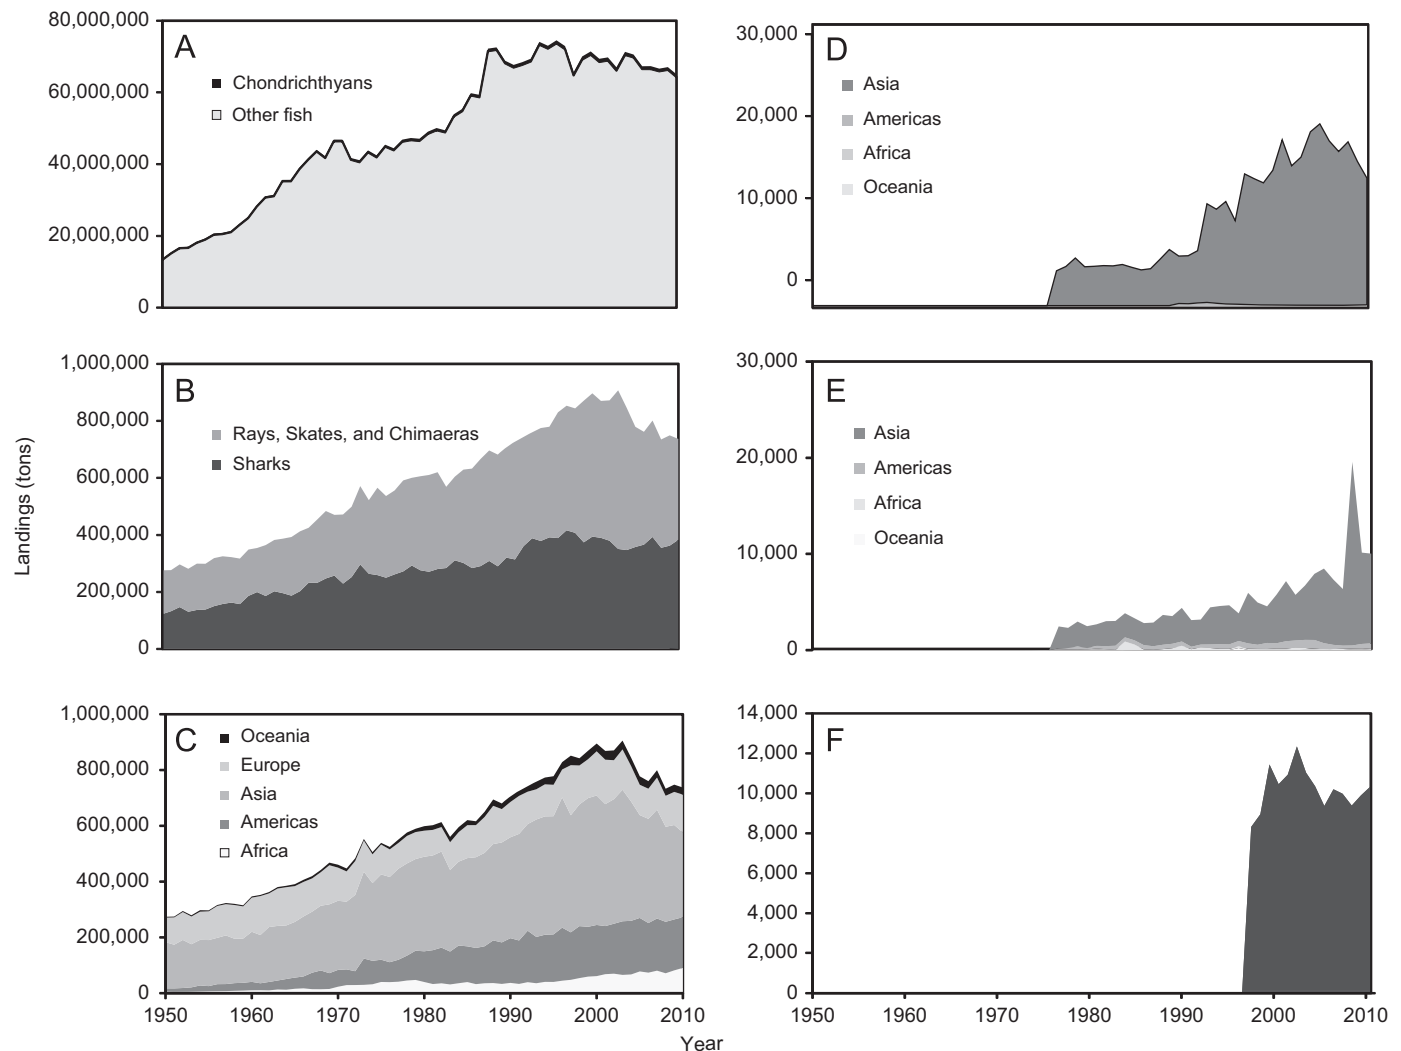 A
80,000,000
60,000,000
40,000,000
20,000,000
0
Chondrichthyans
Other fish
D
30,000
20,000
10,000
0
Asia
Americas
Africa
Oceania
B
1,000,000
800,000
600,000
400,000
200,000
0
Rays, Skates, and Chimaeras
Sharks
E
30,000
20,000
10,000
0
Asia
Americas
Africa
Oceania
Landings (tons)
C
1,000,000
800,000
600,000
400,000
200,000
0
Oceania
Europe
Asia
Americas
Africa
1950 1960 1970 1980 1990 2000 2010
F
14,000
12,000
10,000
8,000
6,000
4,000
2,000
0
1950 1960 1970 1980 1990 2000 2010
Year